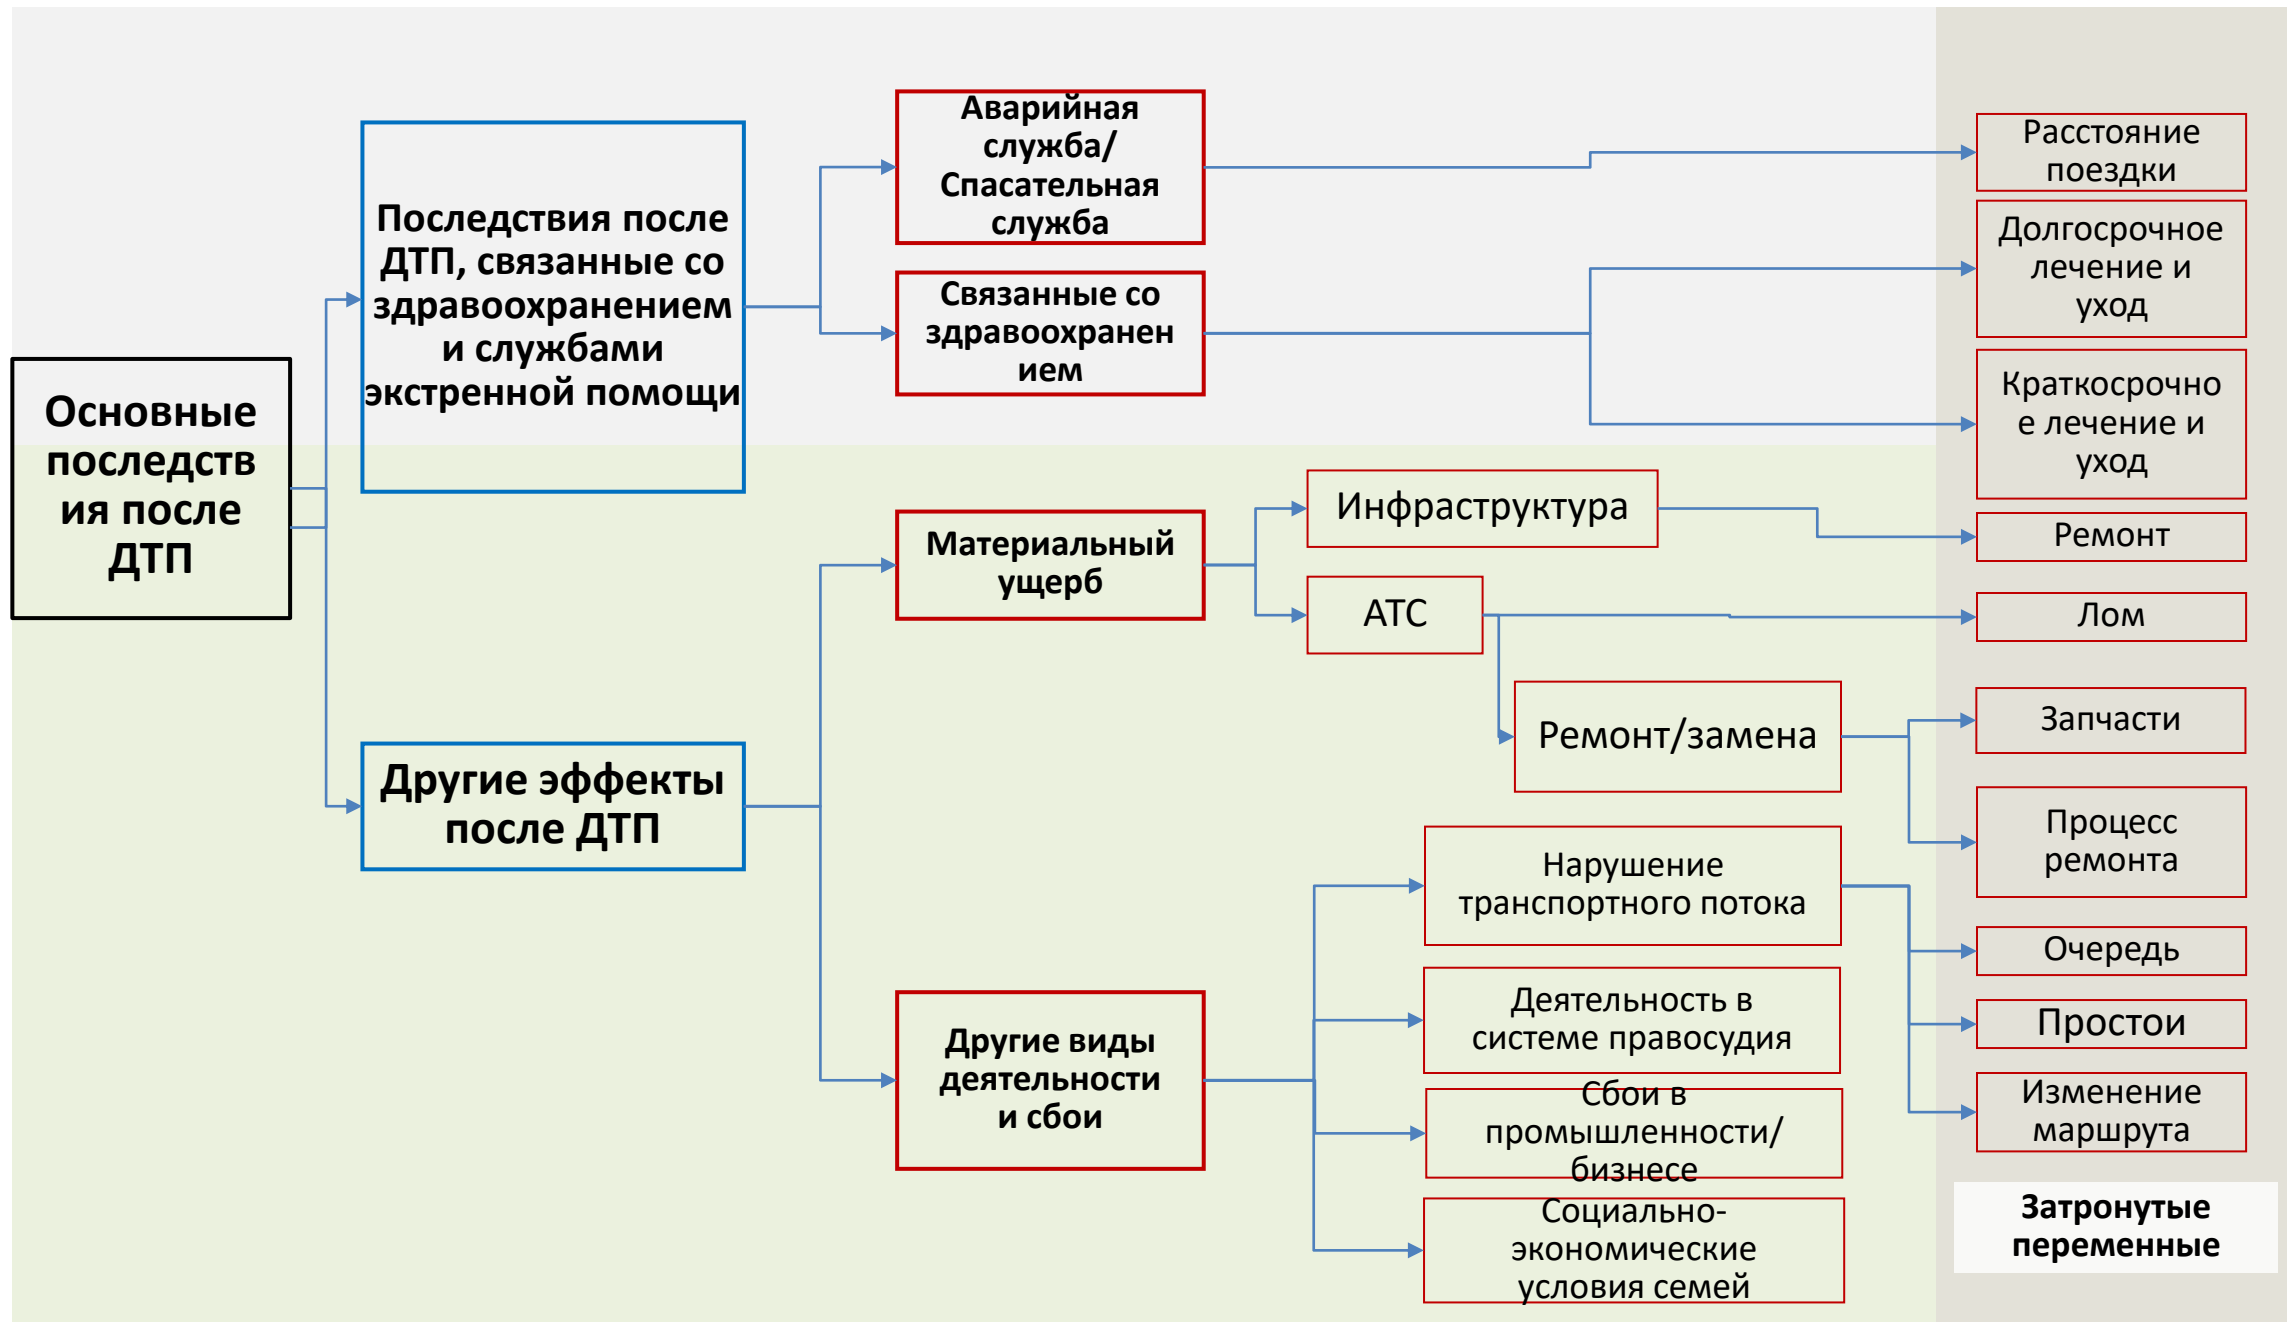 Основные
последств
ия после
ДТП
Последствия после
ДТП, связанные со
здравоохранением
и службами
экстренной помощи
Другие эффекты
после ДТП
Аварийная
служба/
Спасательная
служба
Связанные со
здравоохранен
ием
Материальный
ущерб
Другие виды
деятельности
и сбои
Инфраструктура
АТС
Ремонт/замена
Нарушение
транспортного потока
Деятельность в
системе правосудия
Сбои в
промышленности/
бизнесе
Социально-
экономические
условия семей
Расстояние
поездки
Долгосрочное
лечение и
уход
Краткосрочно
е лечение и
уход
Ремонт
Лом
Запчасти
Процесс
ремонта
Очередь
Простои
Изменение
маршрута
Затронутые
переменные